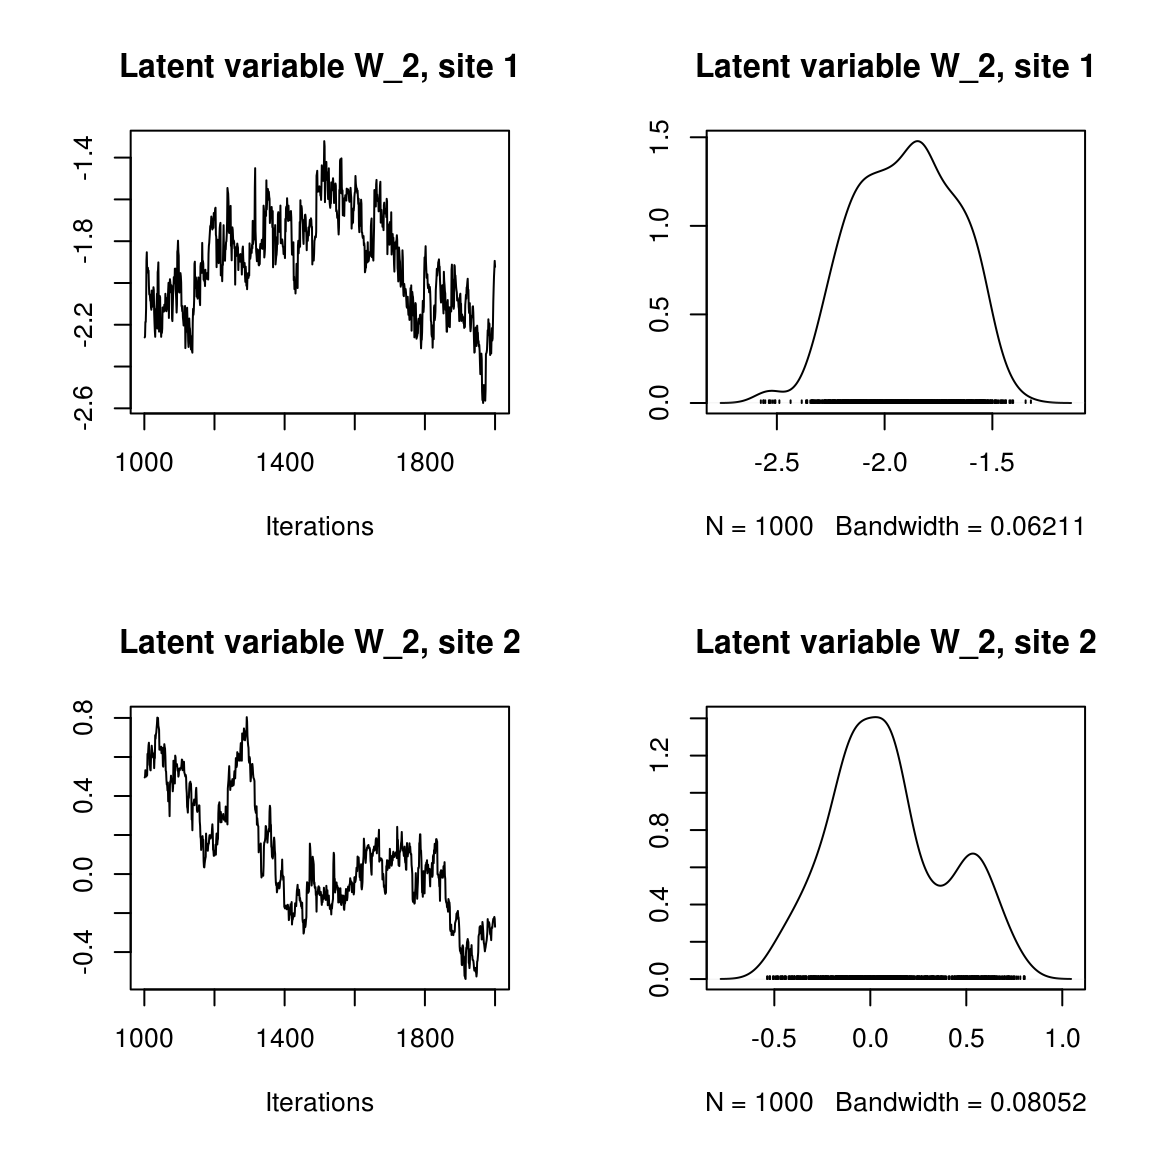 Latent variable W_2, site 1
-1.4
-1.8
-2.2
-2.6
1000 1400 1800
Iterations
Latent variable W_2, site 1
1.5
1.0
0.5
0.0
-2.5 -2.0 -1.5
N = 1000 Bandwidth = 0.06211
Latent variable W_2, site 2
0.8
0.4
0.0
-0.4
1000 1400 1800
Iterations
Latent variable W_2, site 2
1.2
0.8
0.4
0.0
-0.5 0.0 0.5 1.0
N = 1000 Bandwidth = 0.08052